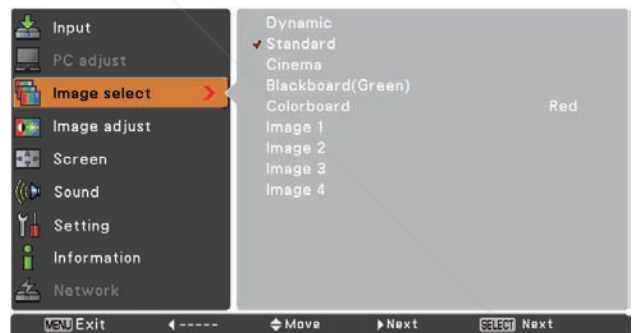 Input
PC adjust
Image select
Image adjust
Screen
Sound
Setting
Information
Network
Dynamic
Standard
Cinema
Blackboard(Green)
Colorboard Red
Image 1
Image 2
Image 3
Image 4
MENU Exit ----- Move Next SELECT Next